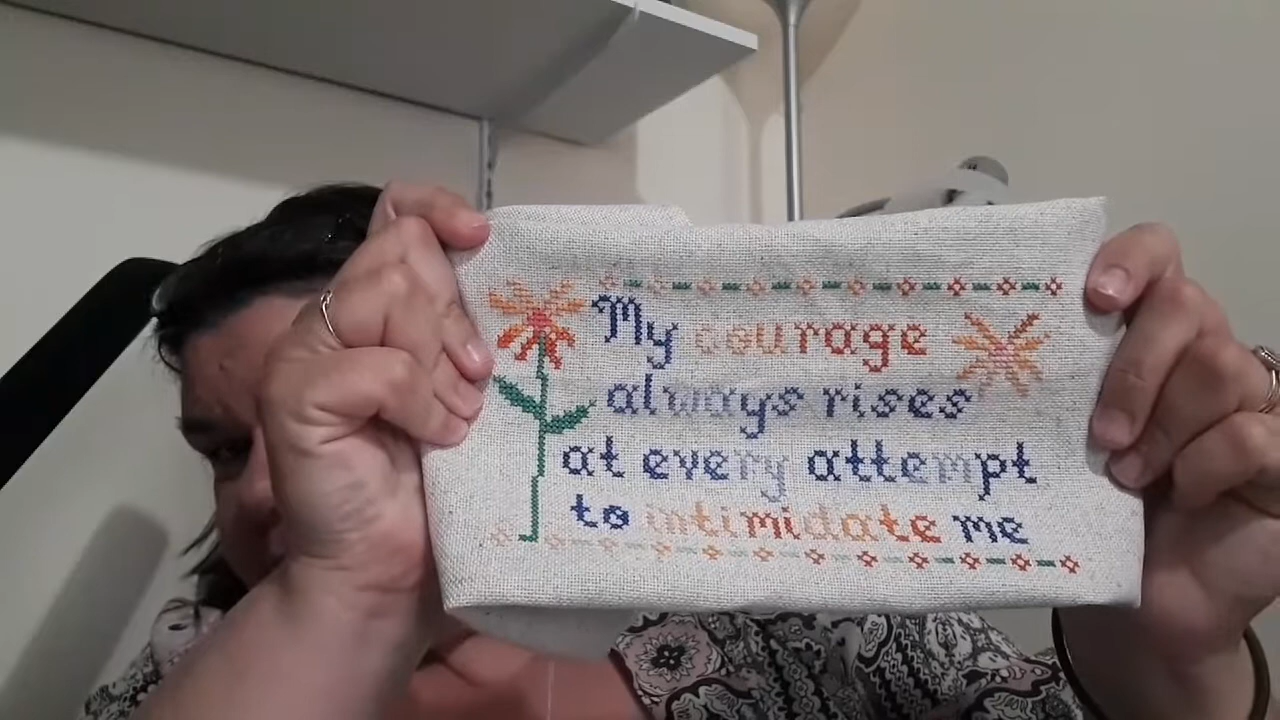 My courage
always rises
at every attempt
to intimidate me